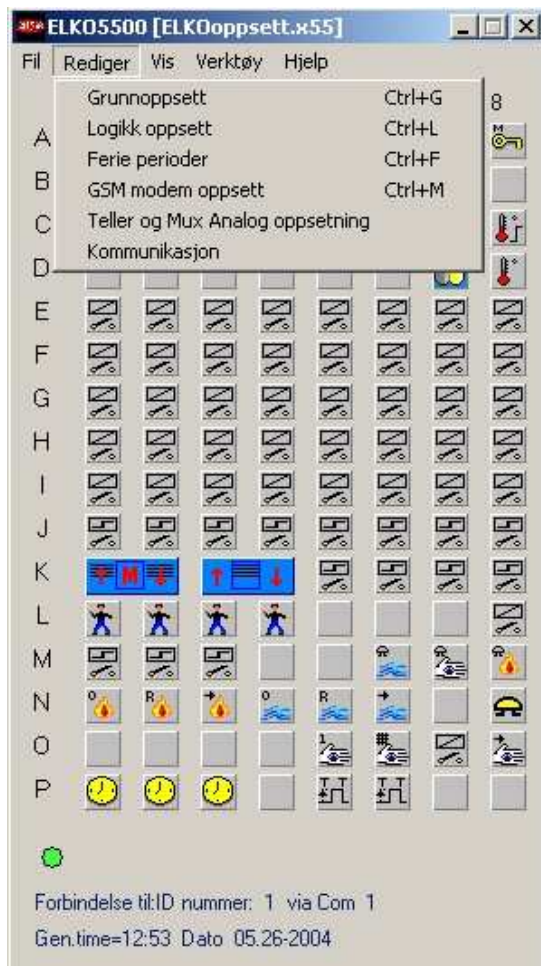 ELKO5500 [ELKOoppsett.x55]
Fil Rediger Vis Verktøy Hjelp
Grunnoppsett Ctrl+G
Logikk oppsett Ctrl+L
Ferie perioder Ctrl+F
GSM modem oppsett Ctrl+M
Teller og Mux Analog oppsetning
Kommunikasjon
8
A M
B
C
D
E
F
G
H
I
J
K M
L
M R
N O R O R
O 1
P T T T T
Forbindelse til:ID nummer: 1 via Com 1
Gen.time=12:53 Dato 05.26-2004